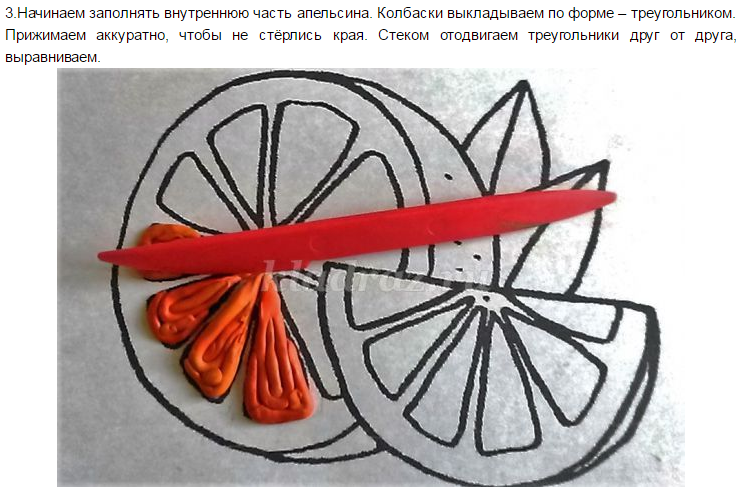 3.Начинаем заполнять внутреннюю часть апельсина. Колбаски выкладываем по форме – треугольником.
Прижимаем аккуратно, чтобы не стёрлись края. Стеком отодвигаем треугольники друг от друга,
выравниваем.